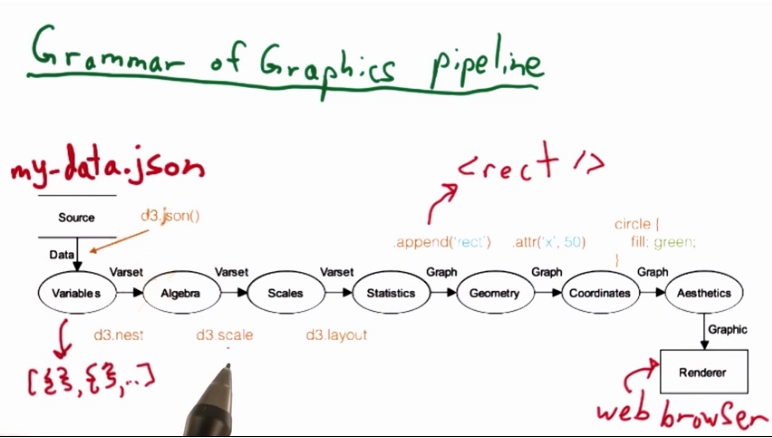 Grammar of Graphics pipeline
my-data.json
<rect />
Source
d3.json()
.append('rect')
.attr('x', 50)
circle {
fill: green;
}
Data
Varset
Varset
Varset
Graph
Graph
Graph
Variables
Algebra
Scales
Statistics
Geometry
Coordinates
Aesthetics
d3.nest
d3.scale
d3.layout
Graphic
[{},{},..]
Renderer
web browser